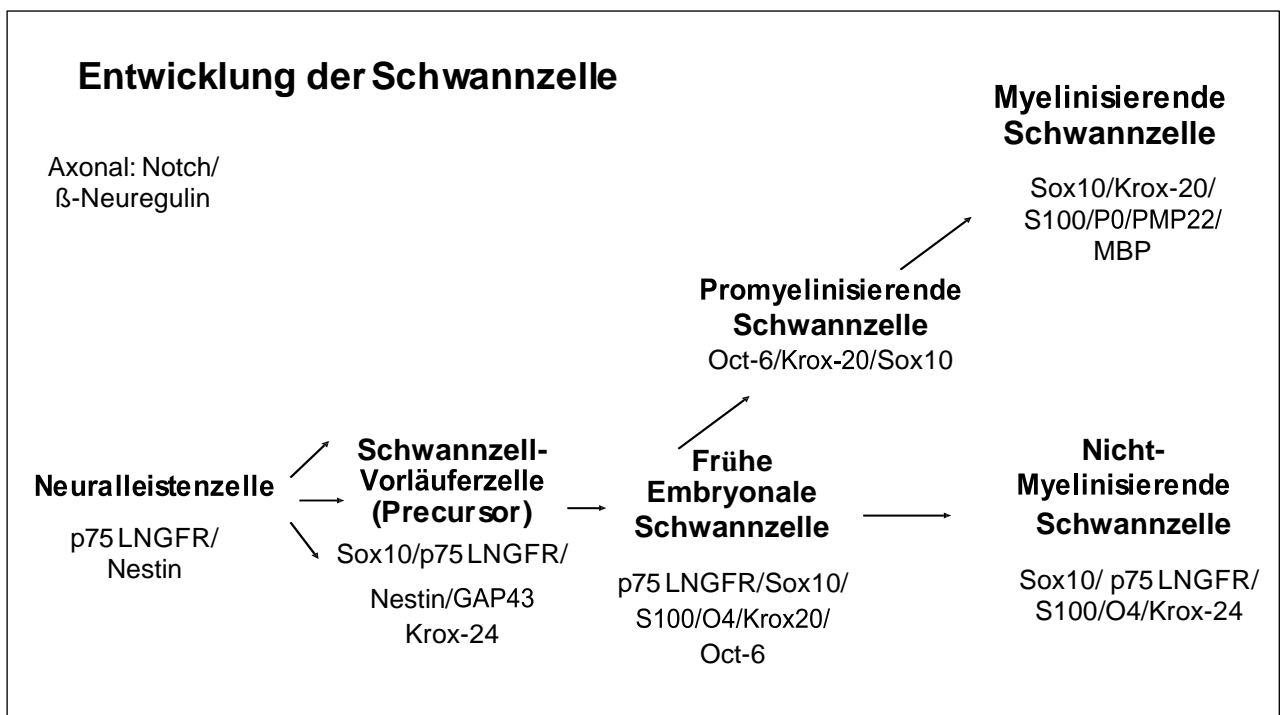 Entwicklung der Schwannzelle
Axonal: Notch/
ß-Neuregulin
Myelinisierende
Schwannzelle
Sox10/Krox-20/
S100/P0/PMP22/
MBP
Promyelinisierende
Schwannzelle
Oct-6/Krox-20/Sox10
Neuralleistenzelle
p75 LNGFR/
Nestin
Schwannzell-
Vorläuferzelle
(Precursor)
Sox10/p75 LNGFR/
Nestin/GAP43
Krox-24
Frühe
Embryonale
Schwannzelle
p75 LNGFR/Sox10/
S100/O4/Krox20/
Oct-6
Nicht-
Myelinisierende
Schwannzelle
Sox10/ p75 LNGFR/
S100/O4/Krox-24